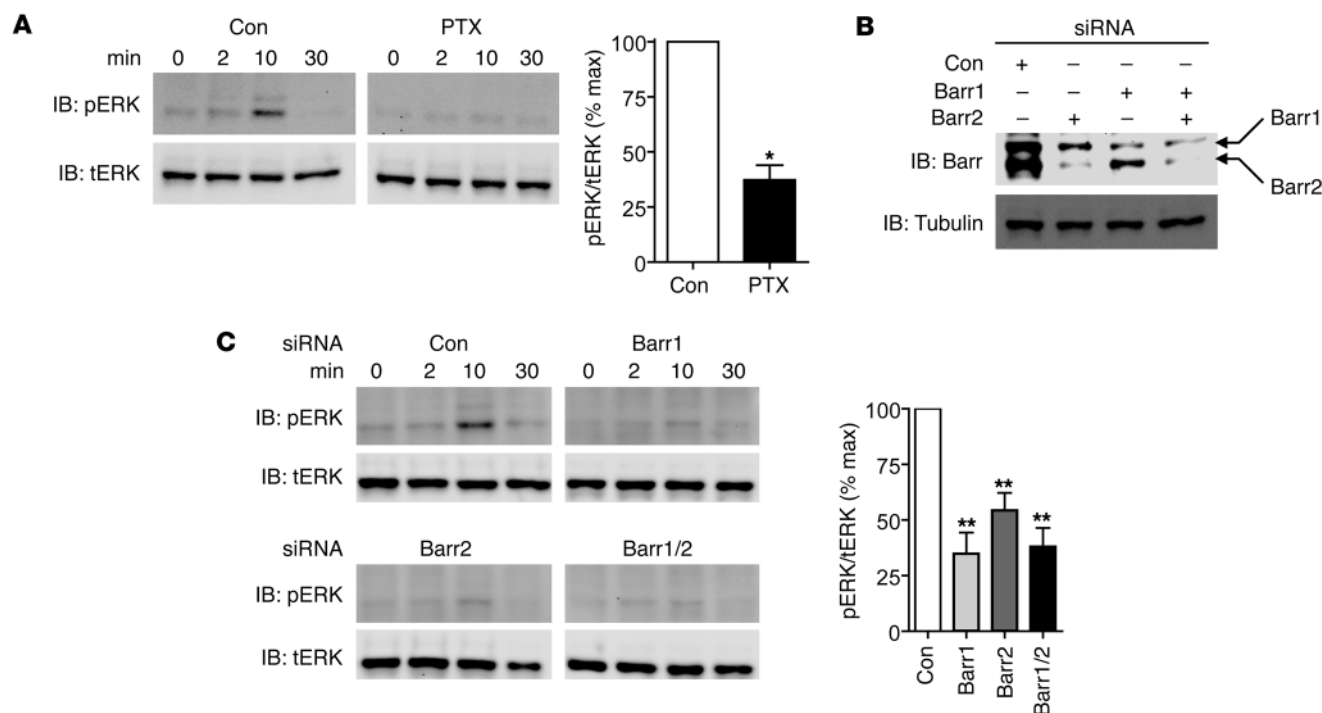 A
Con PTX
min 0 2 10 30 0 2 10 30
IB: pERK
IB: tERK
pERK/tERK (% max)
100
75
50
25
0
*
Con PTX
B
siRNA
Con + – – –
Barr1 – – + +
Barr2 – + – +
IB: Barr
Barr1
Barr2
IB: Tubulin
C
siRNA Con Barr1
min 0 2 10 30 0 2 10 30
IB: pERK
IB: tERK
siRNA Barr2 Barr1/2
IB: pERK
IB: tERK
pERK/tERK (% max)
100
75
50
25
0
** ** **
Con Barr1 Barr2 Barr1/2